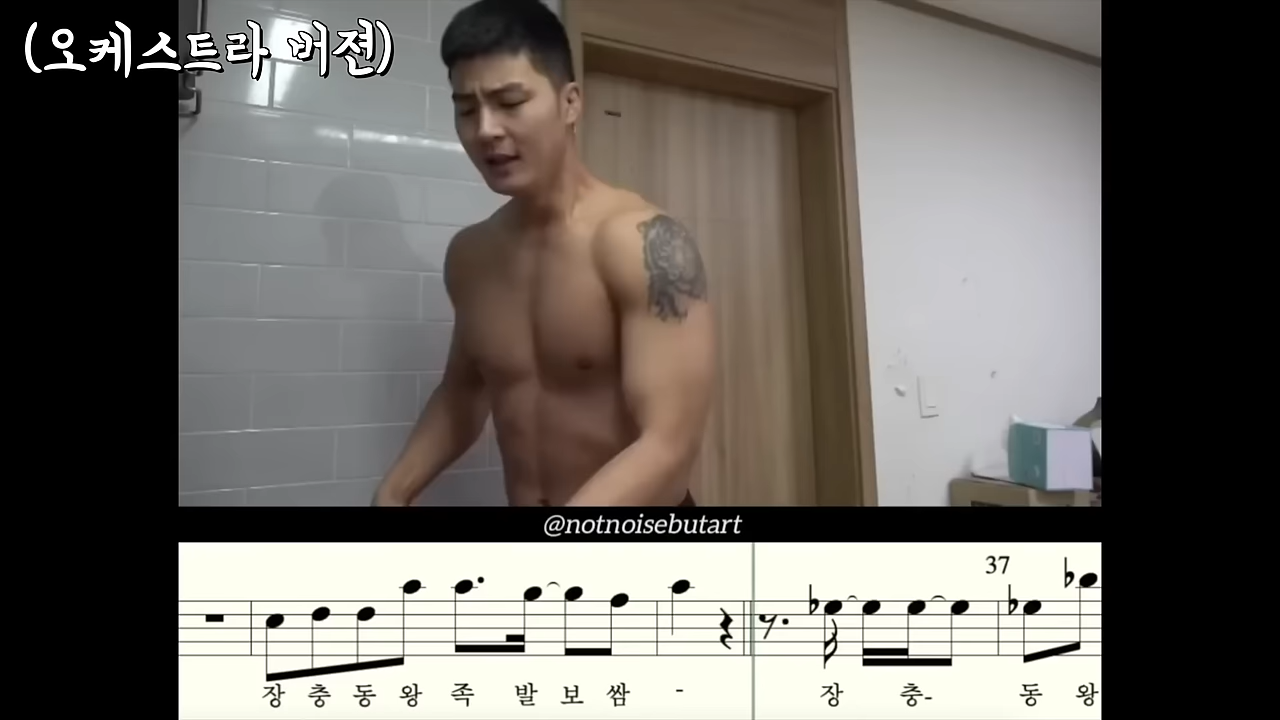 (오케스트라 버젼)
@notnoisebutart
37
장 충 동 왕 족 발 보 쌈 - 장 충- 동 왕